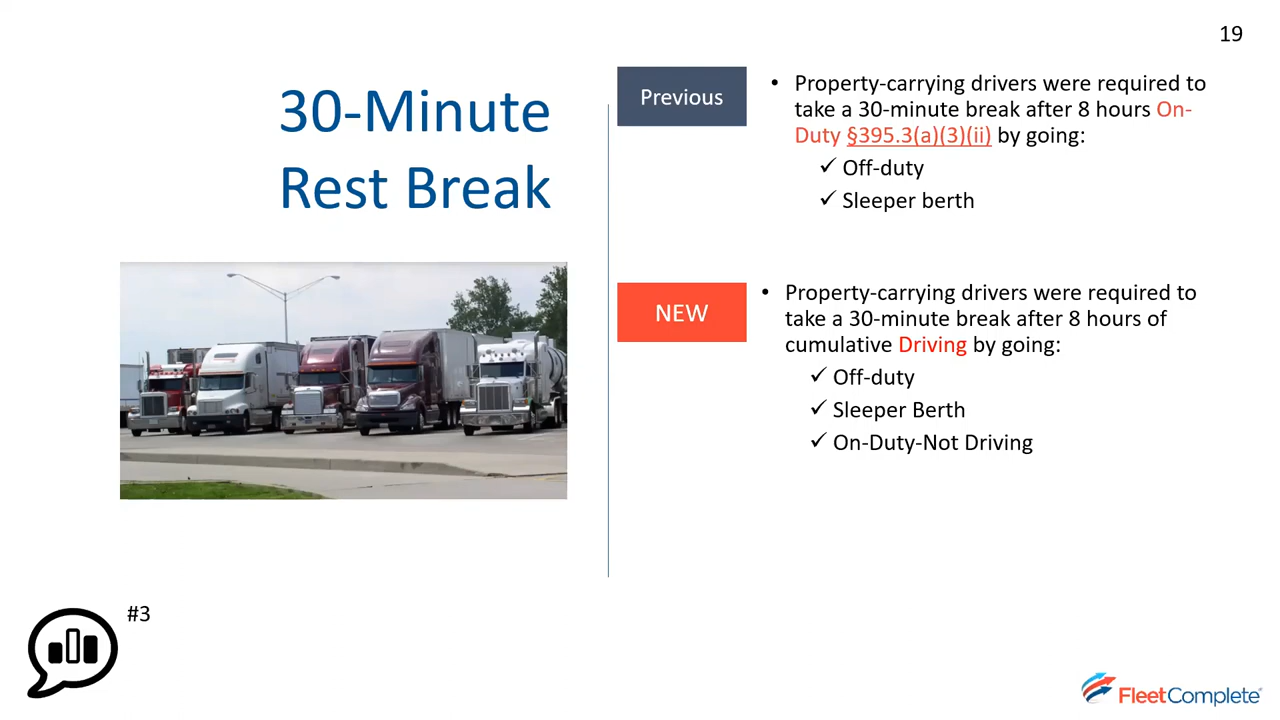 19
30-Minute
Rest Break
Previous
• Property-carrying drivers were required to
take a 30-minute break after 8 hours On-
Duty §395.3(a)(3)(ii) by going:
✓ Off-duty
✓ Sleeper berth
NEW
• Property-carrying drivers were required to
take a 30-minute break after 8 hours of
cumulative Driving by going:
✓ Off-duty
✓ Sleeper Berth
✓ On-Duty-Not Driving
#3
FleetComplete